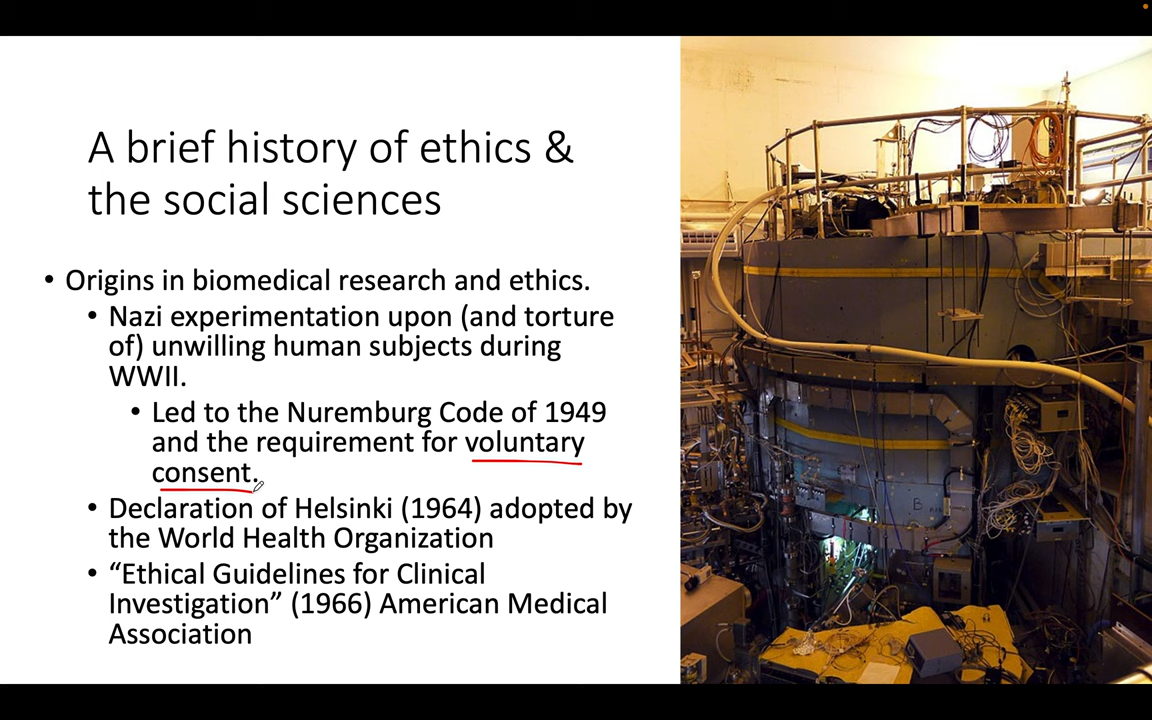 A brief history of ethics &
the social sciences
• Origins in biomedical research and ethics.
• Nazi experimentation upon (and torture
of) unwilling human subjects during
WWII.
• Led to the Nuremburg Code of 1949
and the requirement for voluntary
consent.
• Declaration of Helsinki (1964) adopted by
the World Health Organization
• “Ethical Guidelines for Clinical
Investigation” (1966) American Medical
Association
B